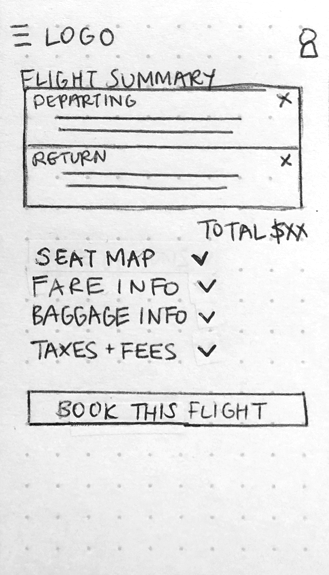 LOGO
FLIGHT SUMMARY
DEPARTING X
RETURN X
TOTAL $XX
SEAT MAP
FARE INFO
BAGGAGE INFO
TAXES + FEES
BOOK THIS FLIGHT